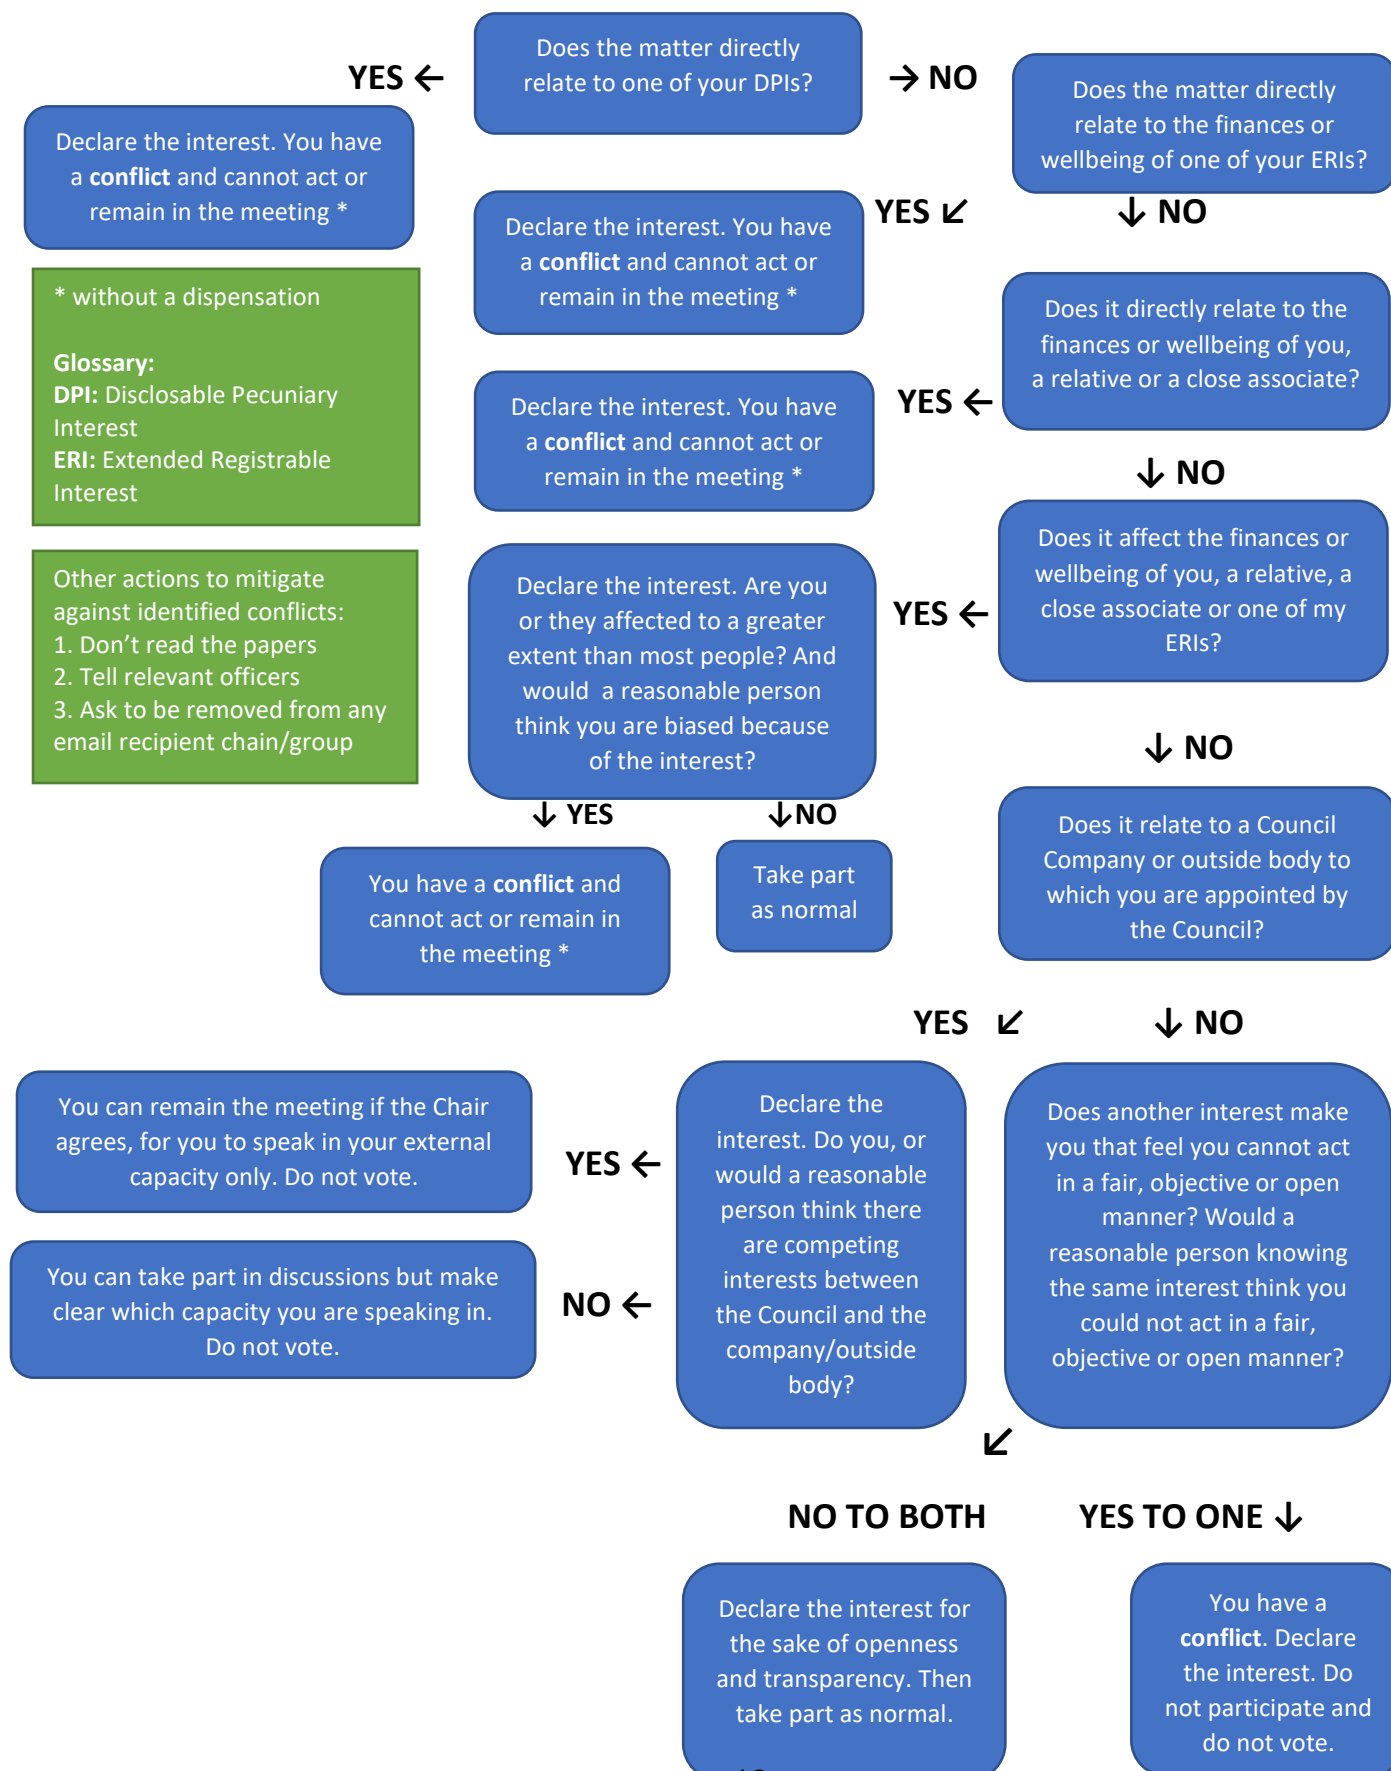 Does the matter directly
relate to one of your DPIs?
YES ←
→ NO
Declare the interest. You have
a conflict and cannot act or
remain in the meeting *
Does the matter directly
relate to the finances or
wellbeing of one of your ERIs?
YES ↙
↓ NO
Declare the interest. You have
a conflict and cannot act or
remain in the meeting *
* without a dispensation
Glossary:
DPI: Disclosable Pecuniary
Interest
ERI: Extended Registrable
Interest
Does it directly relate to the
finances or wellbeing of you,
a relative or a close associate?
YES ←
Declare the interest. You have
a conflict and cannot act or
remain in the meeting *
↓ NO
Does it affect the finances or
wellbeing of you, a relative, a
close associate or one of my
ERIs?
YES ←
Declare the interest. Are you
or they affected to a greater
extent than most people? And
would a reasonable person
think you are biased because
of the interest?
Other actions to mitigate
against identified conflicts:
1. Don’t read the papers
2. Tell relevant officers
3. Ask to be removed from any
email recipient chain/group
↓ YES
↓NO
You have a conflict and
cannot act or remain in
the meeting *
Take part
as normal
↓ NO
Does it relate to a Council
Company or outside body to
which you are appointed by
the Council?
YES ↙
↓ NO
Declare the
interest. Do you, or
would a reasonable
person think there
are competing
interests between
the Council and the
company/outside
body?
YES ←
You can remain the meeting if the Chair
agrees, for you to speak in your external
capacity only. Do not vote.
NO ←
You can take part in discussions but make
clear which capacity you are speaking in.
Do not vote.
Does another interest make
you that feel you cannot act
in a fair, objective or open
manner? Would a
reasonable person knowing
the same interest think you
could not act in a fair,
objective or open manner?
↙
NO TO BOTH
YES TO ONE ↓
Declare the interest for
the sake of openness
and transparency. Then
take part as normal.
You have a
conflict. Declare
the interest. Do
not participate and
do not vote.